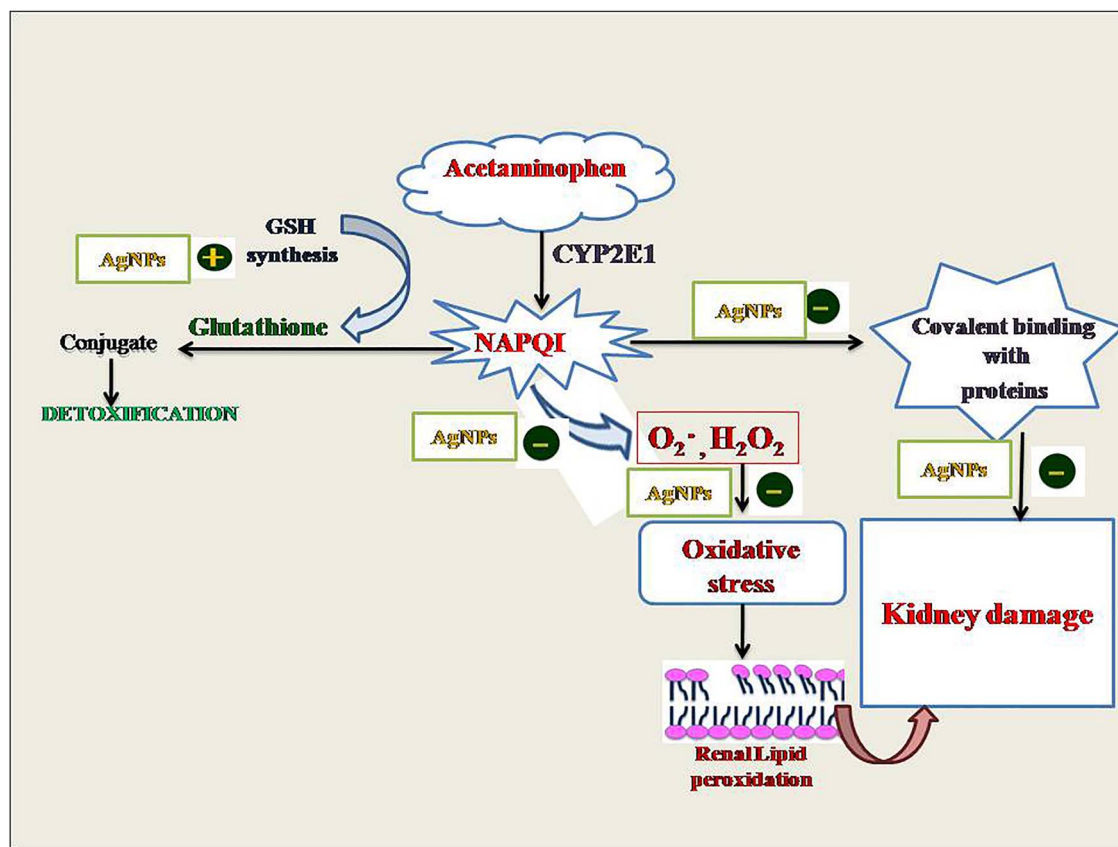 Acetaminophen
GSH
synthesis
AgNPs
+
CYP2E1
AgNPs
−
Glutathione
NAPQI
Covalent binding
with
proteins
Conjugate
DETOXIFICATION
AgNPs
−
O₂⁻·, H₂O₂
AgNPs
−
AgNPs
−
Oxidative
stress
Kidney damage
Renal Lipid
peroxidation